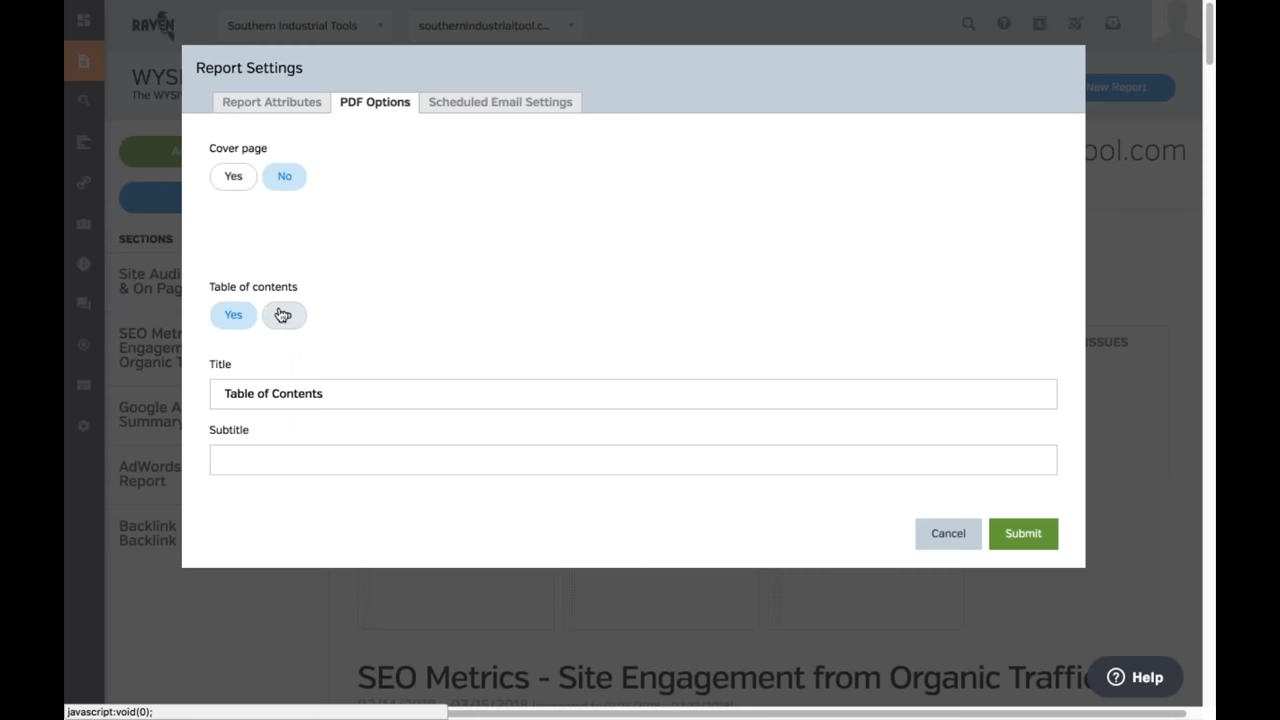 RAVEN
Southern Industrial Tools
southernindustrialtool.c...
Report Settings
WYSI
The WYSI
New Report
Report Attributes
PDF Options
Scheduled Email Settings
Cover page
Yes
No
ool.com
SECTIONS
Site Audi
& On Pag
Table of contents
Yes
SEO Metr
Engagem
Organic T
ISSUES
Title
Table of Contents
Google A
Summary
Subtitle
AdWords
Report
Backlink
Backlink
Cancel
Submit
SEO Metrics - Site Engagement from Organic Traffic
Help
javascript:void(0);